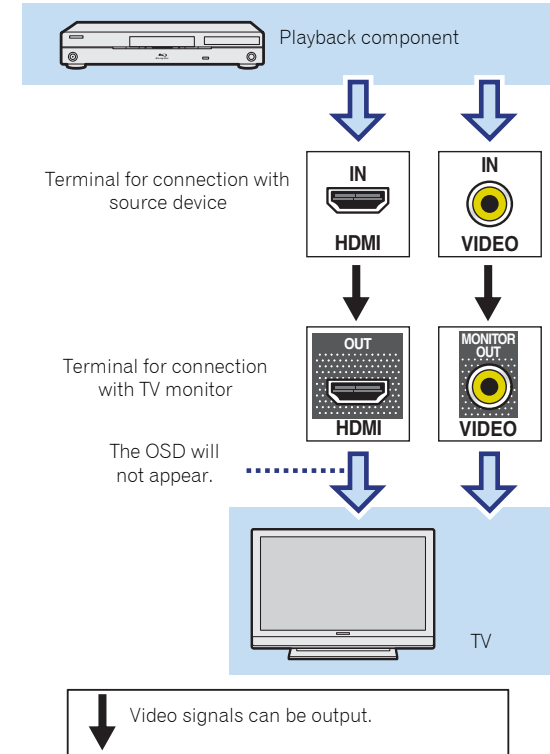 Playback component
Terminal for connection with
source device
IN
HDMI
IN
VIDEO
Terminal for connection
with TV monitor
OUT
HDMI
MONITOR
OUT
VIDEO
The OSD will
not appear.
TV
Video signals can be output.